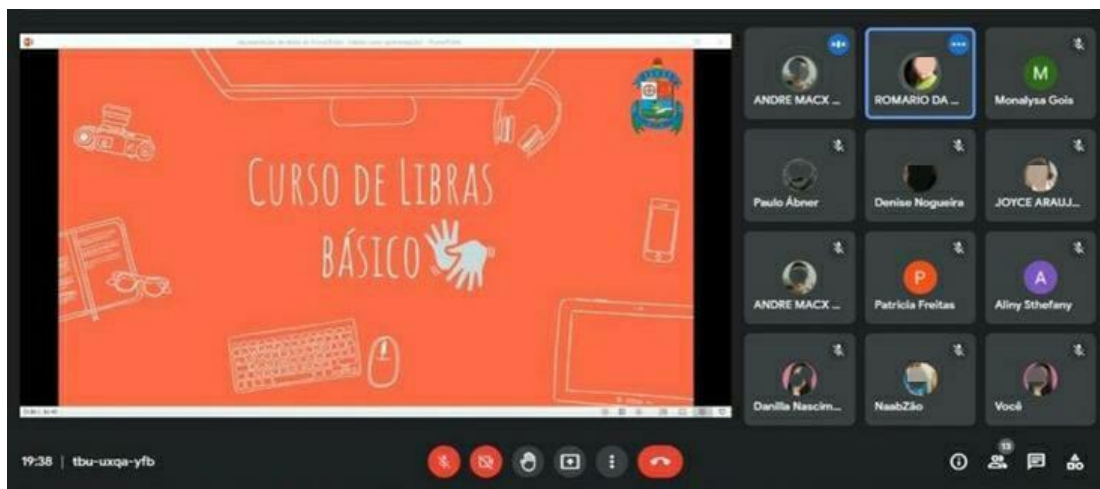 CURSO DE LIBRAS
BÁSICO
ANDRE MACX ...
ROMARIO DA ...
M
Monalysa Gois
Paulo Ábner
Denise Nogueira
JOYCE ARAUJ...
ANDRE MACX ...
P
Patricia Freitas
A
Aliny Sthefany
Danilla Nascim...
NaabZão
Você
19:38 | tbu-uxqa-yfb
13